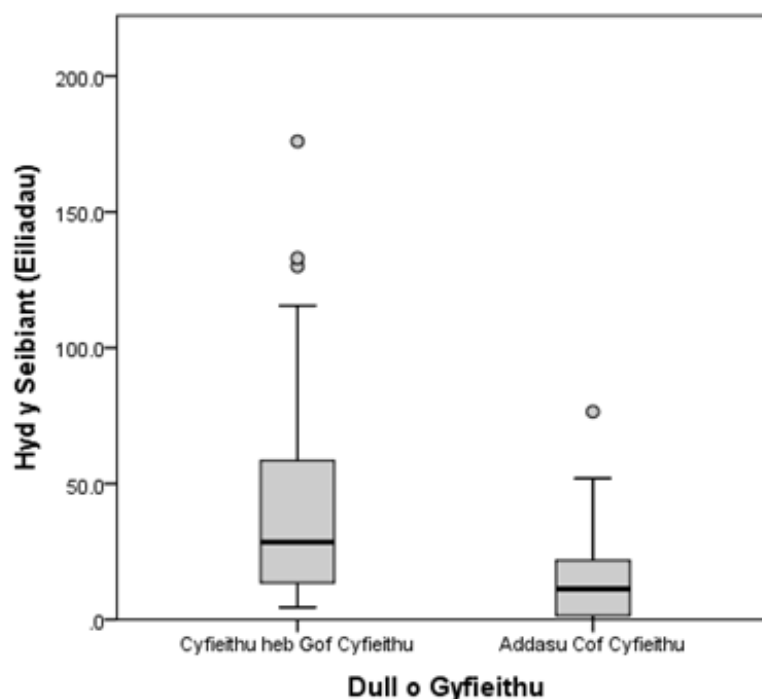 Hyd y Seibiant (Eiliadau)
200.0
150.0
100.0
50.0
.0
Cyfieithu heb Gof Cyfieithu
Addasu Cof Cyfieithu
Dull o Gyfieithu